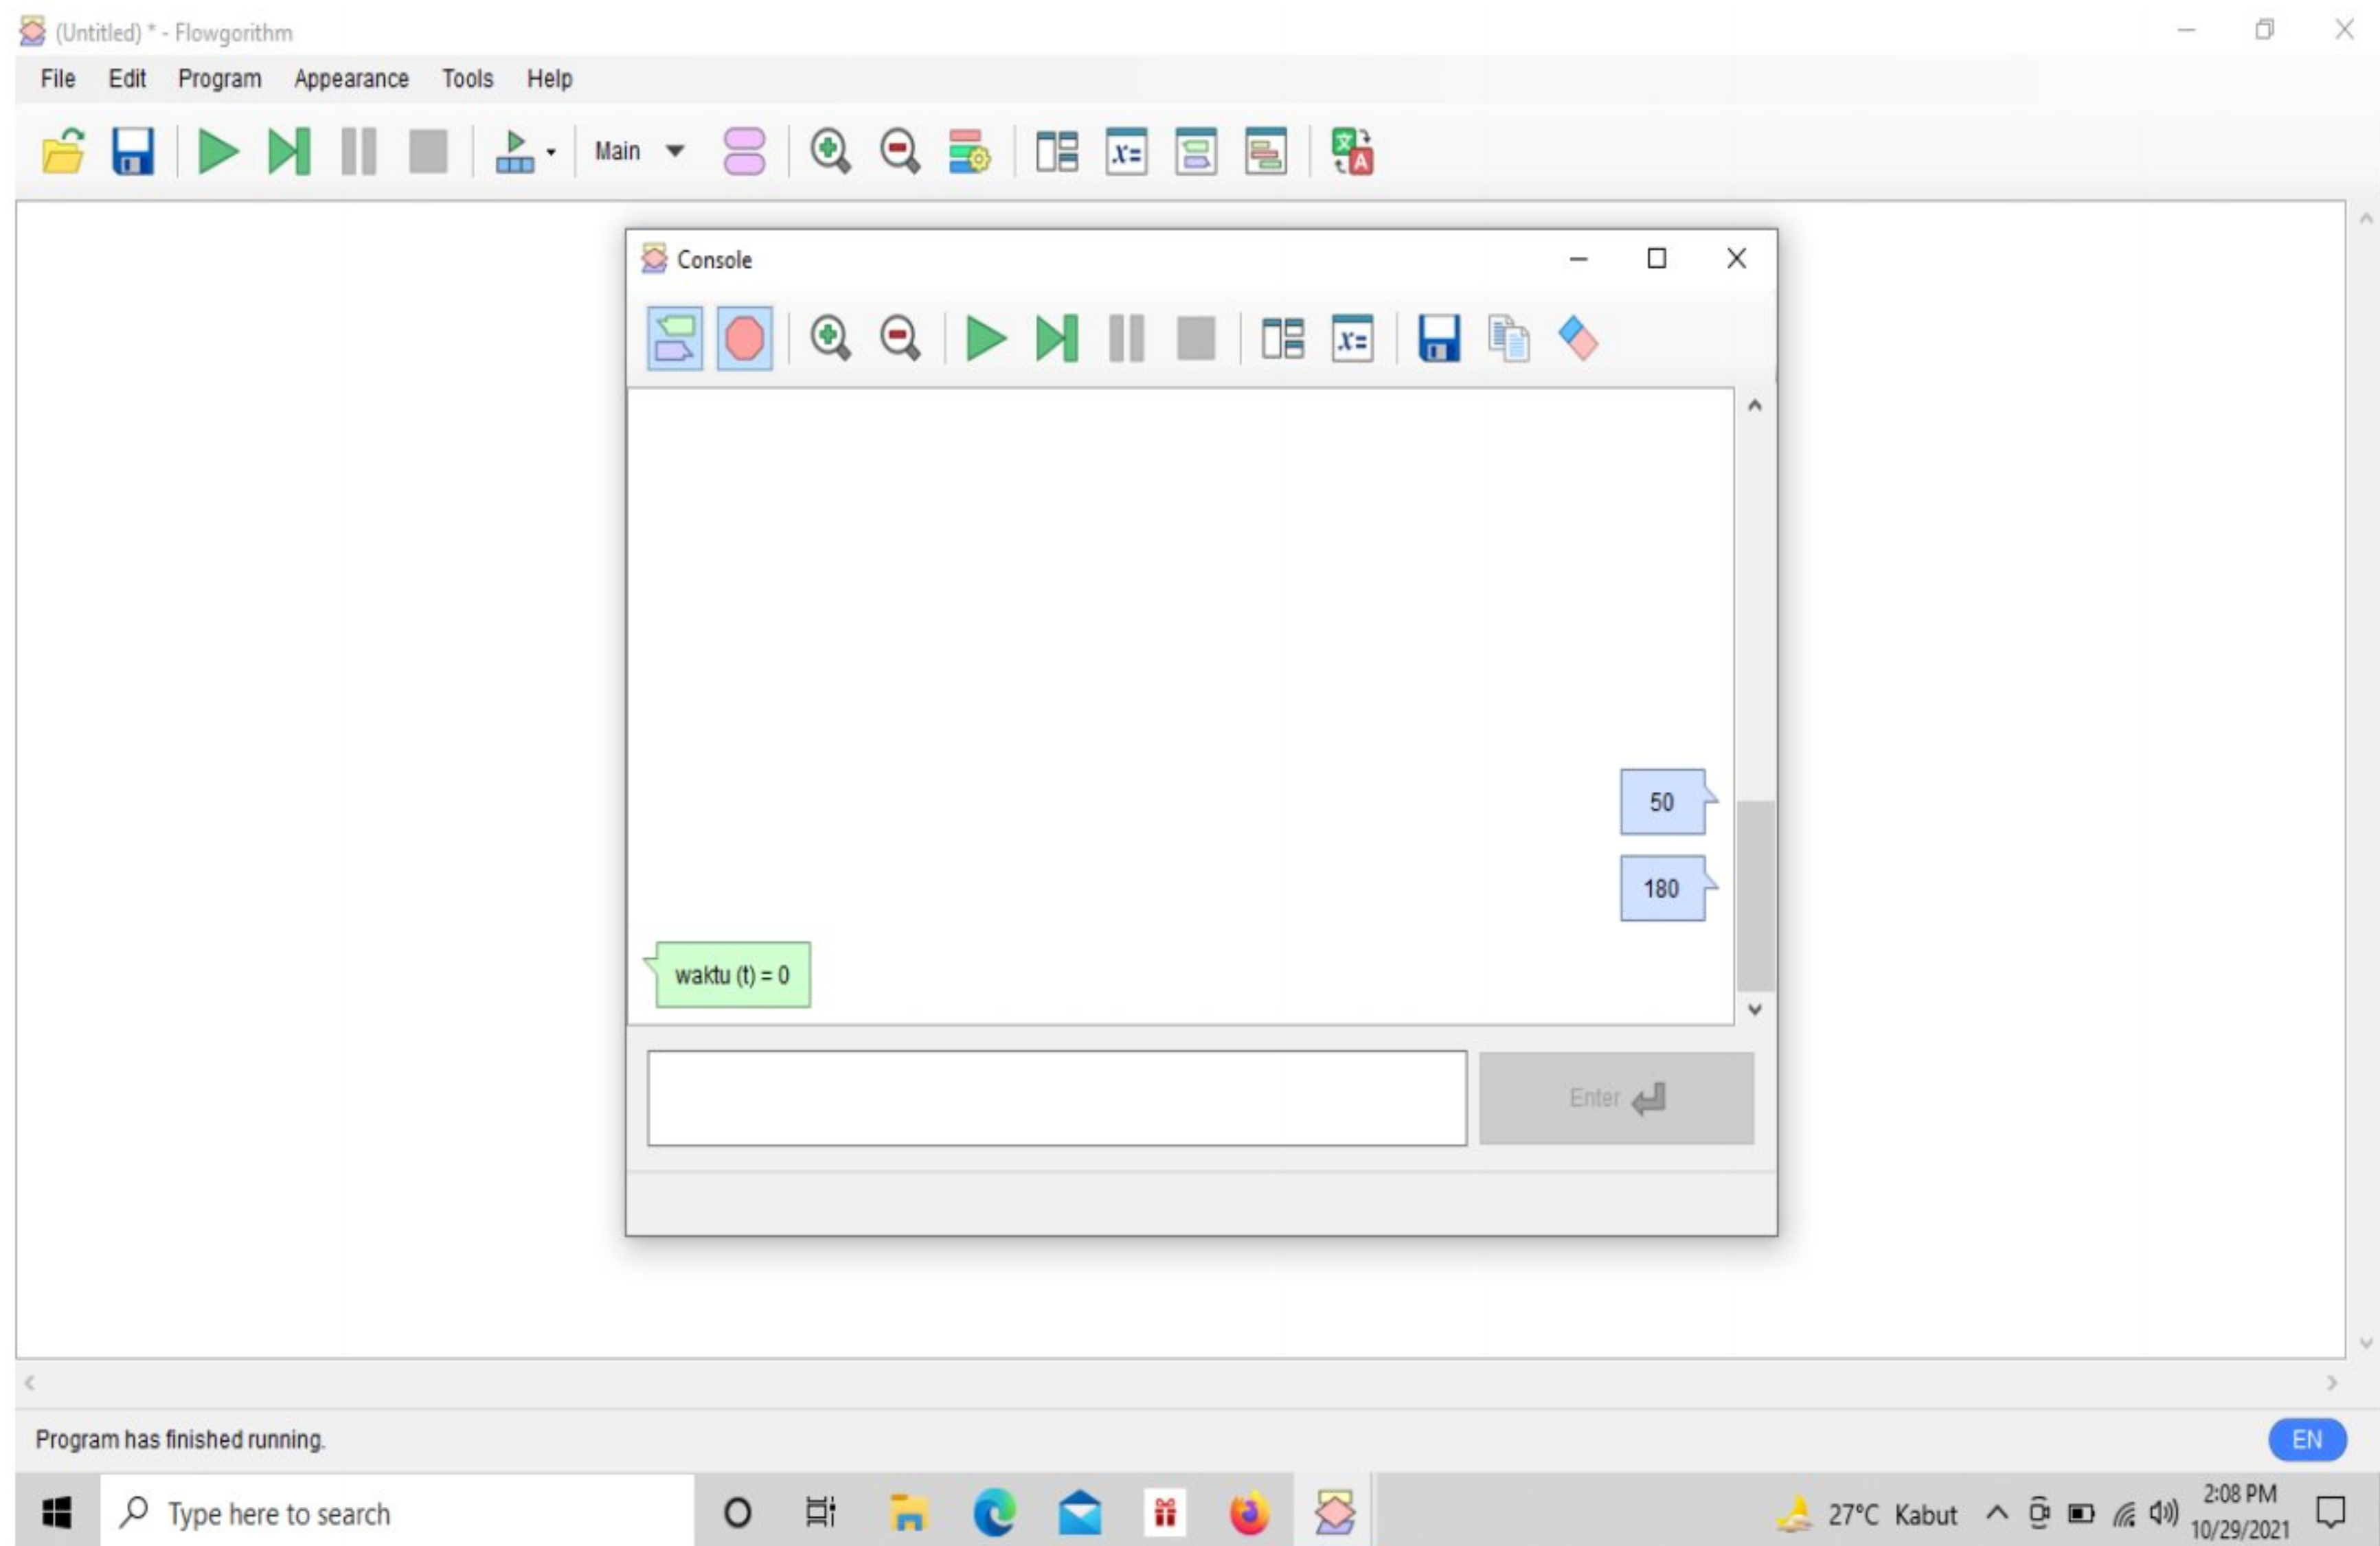 (Untitled) * - Flowgorithm
File Edit Program Appearance Tools Help
Main
x=
Console
x=
50
180
waktu (t) = 0
Enter
Program has finished running.
EN
Type here to search
27°C Kabut
2:08 PM
10/29/2021